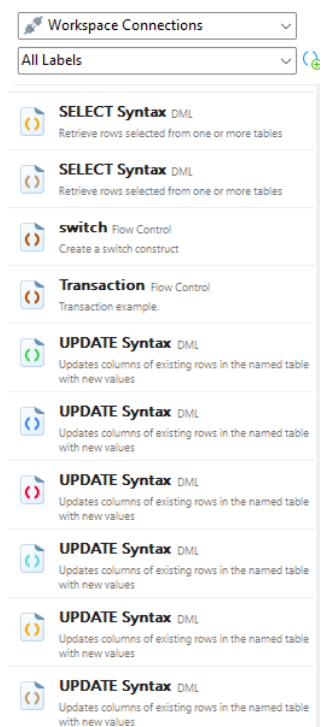 Workspace Connections
All Labels
SELECT Syntax DML
Retrieve rows selected from one or more tables
SELECT Syntax DML
Retrieve rows selected from one or more tables
switch Flow Control
Create a switch construct
Transaction Flow Control
Transaction example.
UPDATE Syntax DML
Updates columns of existing rows in the named table
with new values
UPDATE Syntax DML
Updates columns of existing rows in the named table
with new values
UPDATE Syntax DML
Updates columns of existing rows in the named table
with new values
UPDATE Syntax DML
Updates columns of existing rows in the named table
with new values
UPDATE Syntax DML
Updates columns of existing rows in the named table
with new values
UPDATE Syntax DML
Updates columns of existing rows in the named table
with new values